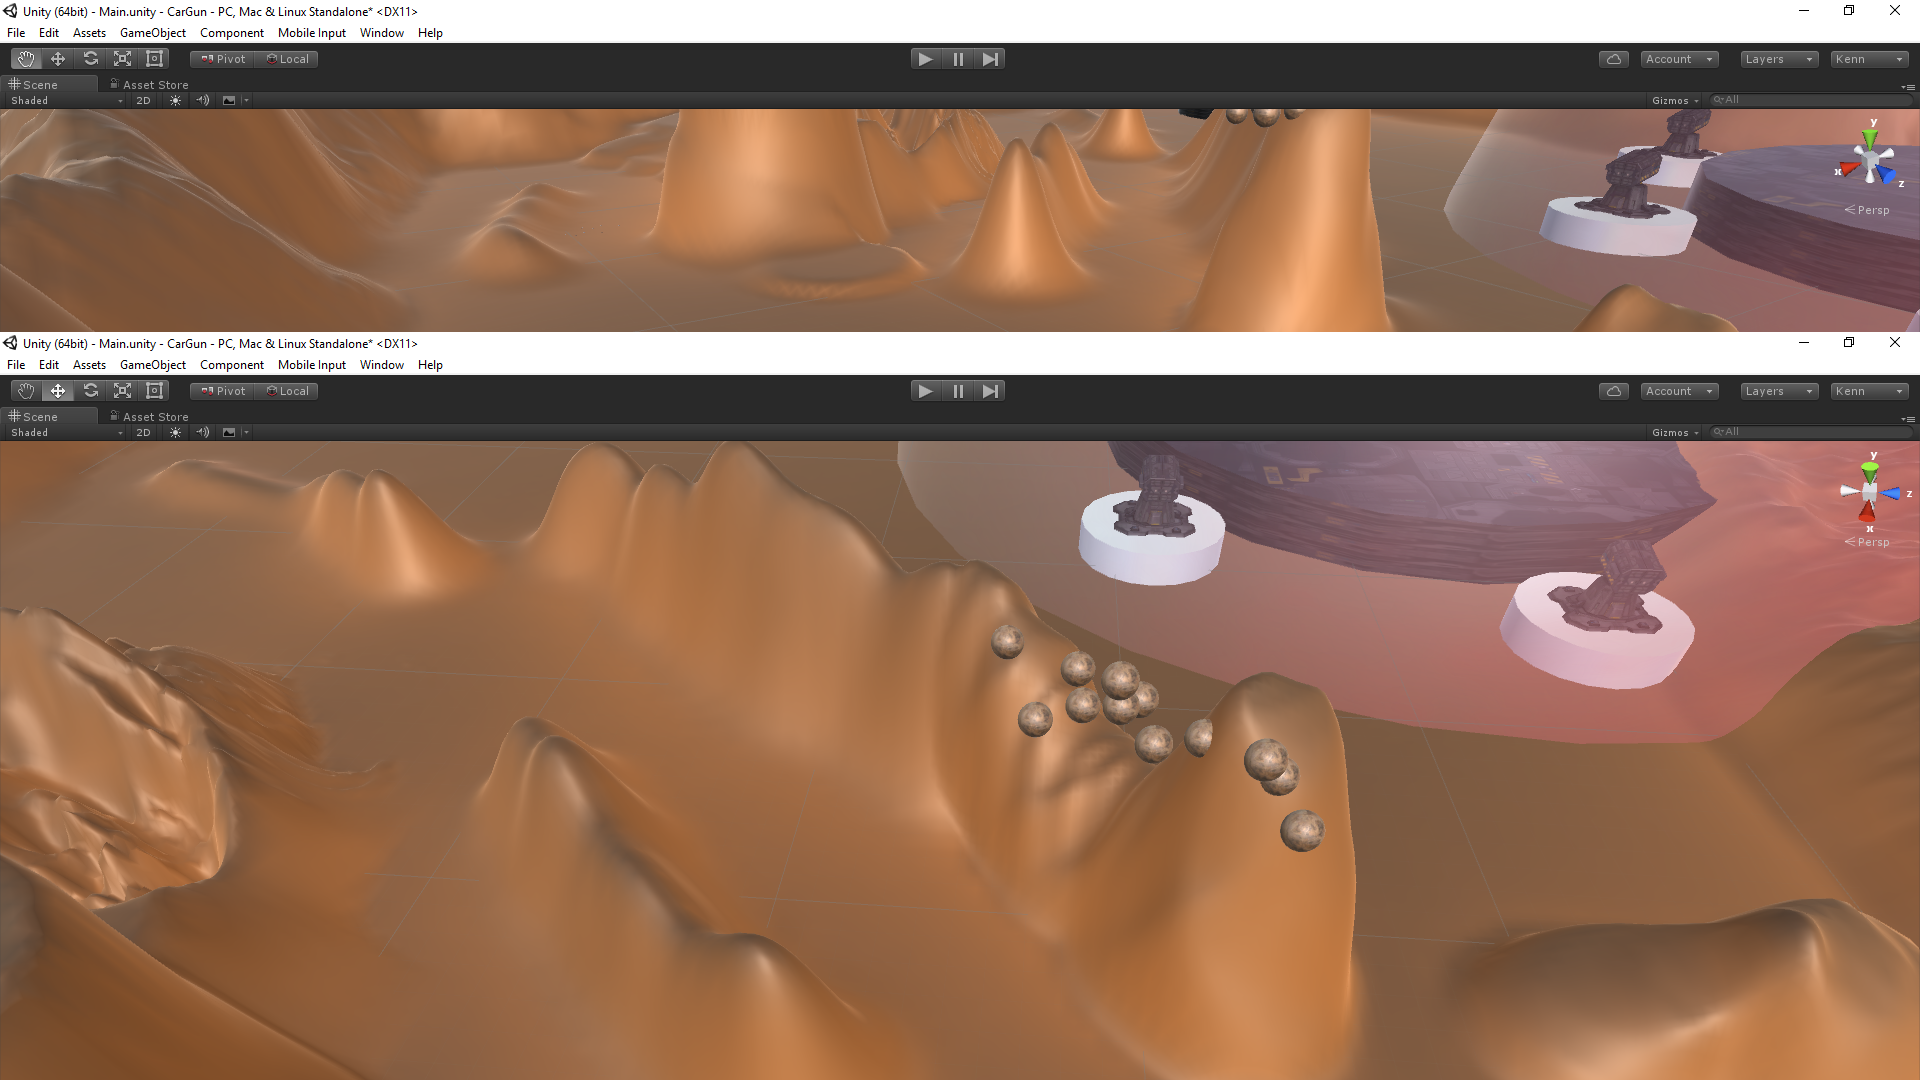 Unity (64bit) - Main.unity - CarGun - PC, Mac & Linux Standalone* <DX11>
File Edit Assets GameObject Component Mobile Input Window Help
Pivot Local Account Layers Kenn
Scene Asset Store
Shaded 2D Gizmos All
y
x
z
Persp
Unity (64bit) - Main.unity - CarGun - PC, Mac & Linux Standalone* <DX11>
File Edit Assets GameObject Component Mobile Input Window Help
Pivot Local Account Layers Kenn
Scene Asset Store
Shaded 2D Gizmos All
y
z
x
Persp